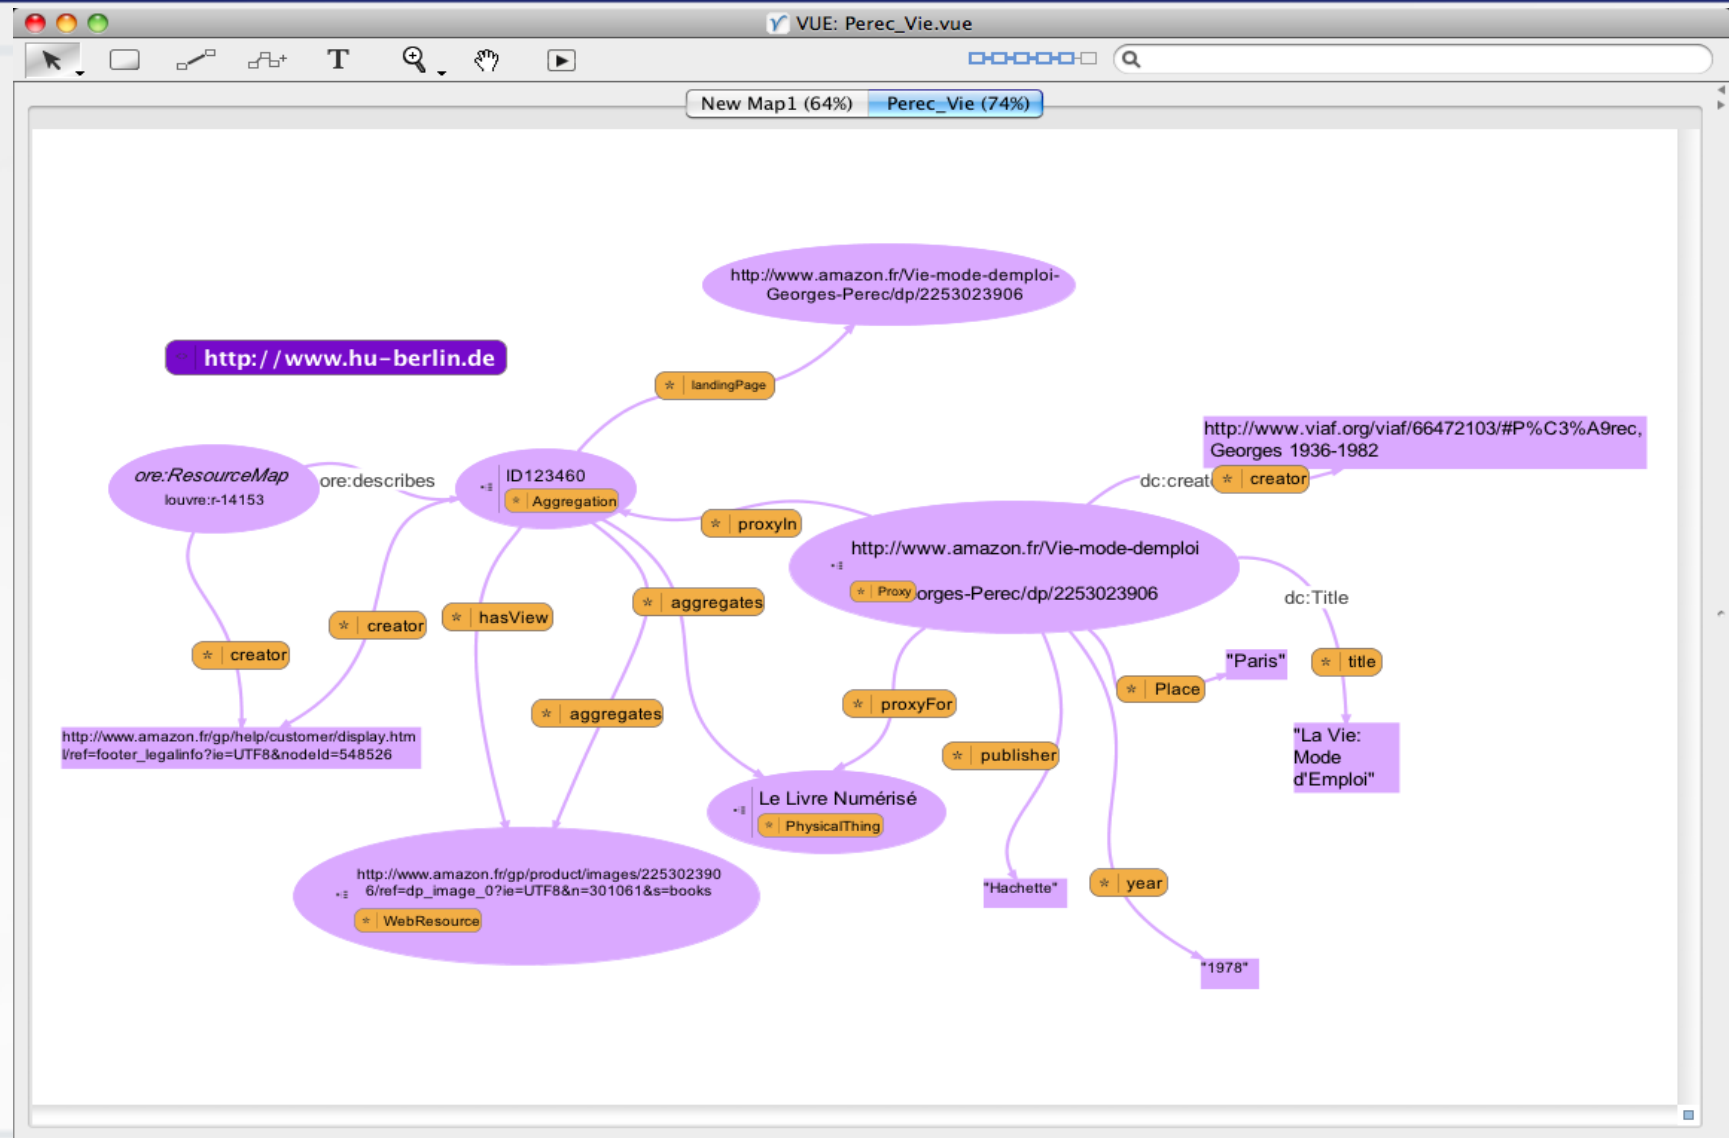 VUE: Perec_Vie.vue
T
New Map1 (64%)
Perec_Vie (74%)
http://www.amazon.fr/Vie-mode-demploi-
Georges-Perec/dp/2253023906
http://www.hu-berlin.de
landingPage
http://www.viaf.org/viaf/66472103/#P%C3%A9rec,
Georges 1936-1982
ore:ResourceMap
louvre:r-14153
ore:describes
ID123460
Aggregation
dc:creat
creator
proxyIn
http://www.amazon.fr/Vie-mode-demploi
Proxy
orges-Perec/dp/2253023906
dc:Title
hasView
aggregates
creator
creator
"Paris"
title
Place
proxyFor
aggregates
publisher
http://www.amazon.fr/gp/help/customer/display.htm
l/ref=footer_legalinfo?ie=UTF8&nodeId=548526
"La Vie:
Mode
d'Emploi"
Le Livre Numérisé
PhysicalThing
http://www.amazon.fr/gp/product/images/225302390
6/ref=dp_image_0?ie=UTF8&n=301061&s=books
WebResource
"Hachette"
year
"1978"